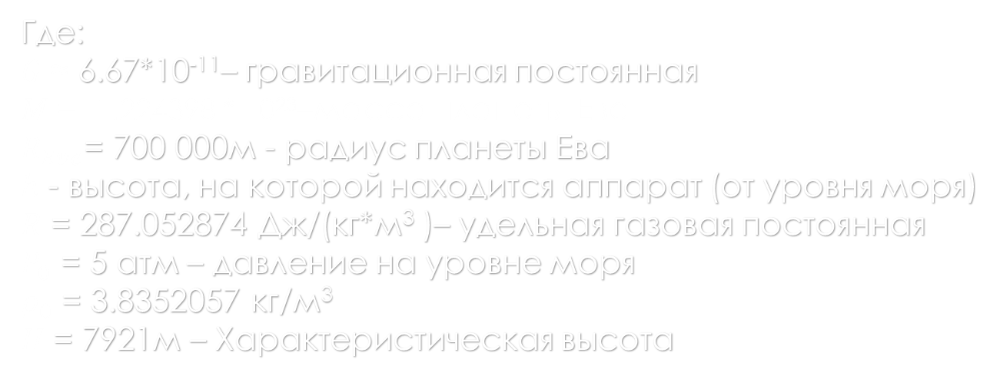 Где:
6.67*10⁻¹¹– гравитационная постоянная
= 700 000м - радиус планеты Ева
- высота, на которой находится аппарат (от уровня моря)
= 287.052874 Дж/(кг*м³ )– удельная газовая постоянная
= 5 атм – давление на уровне моря
= 3.8352057 кг/м³
= 7921м – Характеристическая высота